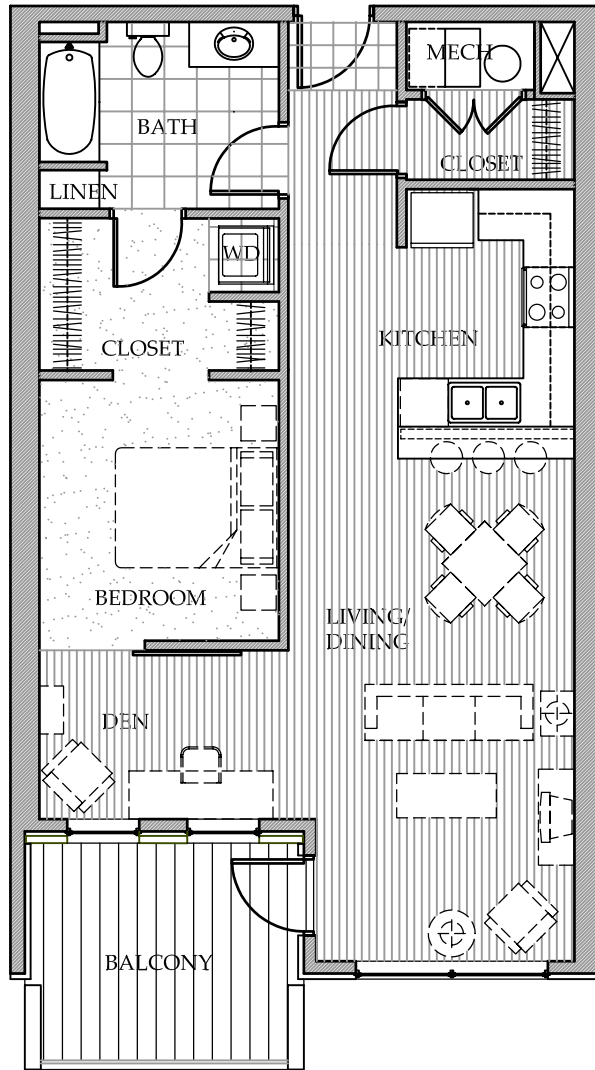 MECH
BATH
CLOSET
LINEN
WD
KITCHEN
CLOSET
BEDROOM
LIVING/
DINING
DEN
BALCONY